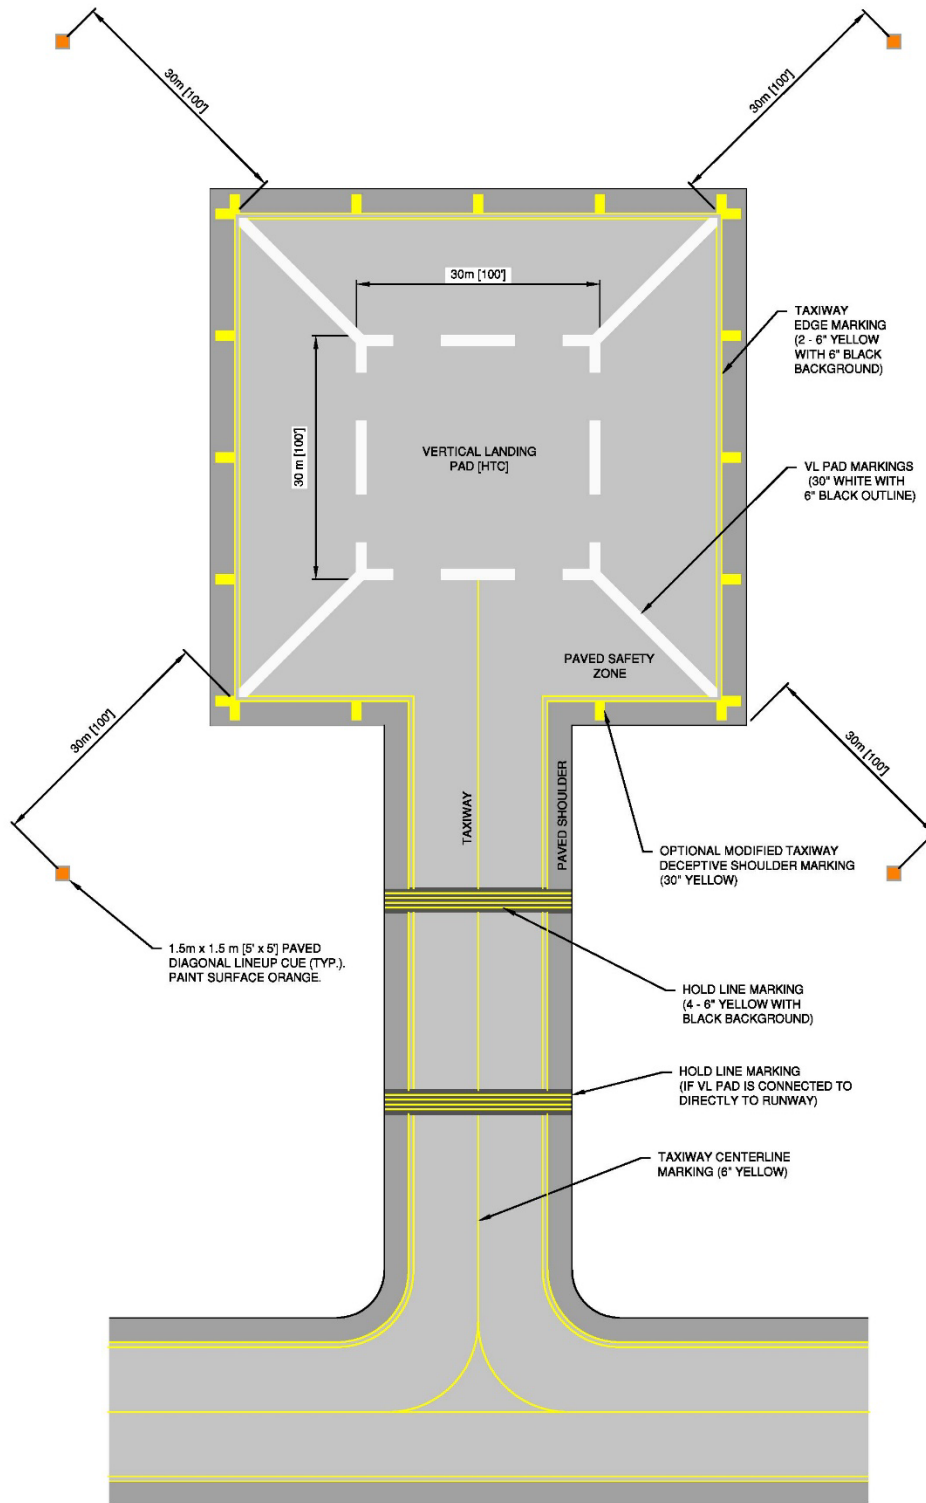 30m [100']
30m [100']
30m [100']
TAXIWAY
EDGE MARKING
(2 - 6" YELLOW
WITH 6" BLACK
BACKGROUND)
30 m [100']
VERTICAL LANDING
PAD [HTC]
VL PAD MARKINGS
(30" WHITE WITH
6" BLACK OUTLINE)
PAVED SAFETY
ZONE
30m [100']
30m [100']
TAXIWAY
PAVED SHOULDER
OPTIONAL MODIFIED TAXIWAY
DECEPTIVE SHOULDER MARKING
(30" YELLOW)
1.5m x 1.5 m [5' x 5'] PAVED
DIAGONAL LINEUP CUE (TYP.).
PAINT SURFACE ORANGE.
HOLD LINE MARKING
(4 - 6" YELLOW WITH
BLACK BACKGROUND)
HOLD LINE MARKING
(IF VL PAD IS CONNECTED TO
DIRECTLY TO RUNWAY)
TAXIWAY CENTERLINE
MARKING (6" YELLOW)